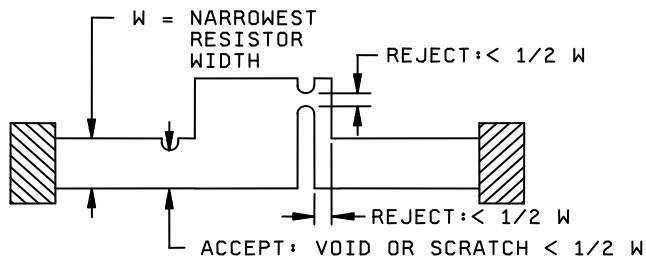 W = NARROWEST
RESISTOR
WIDTH
REJECT:< 1/2 W
REJECT:< 1/2 W
ACCEPT: VOID OR SCRATCH < 1/2 W